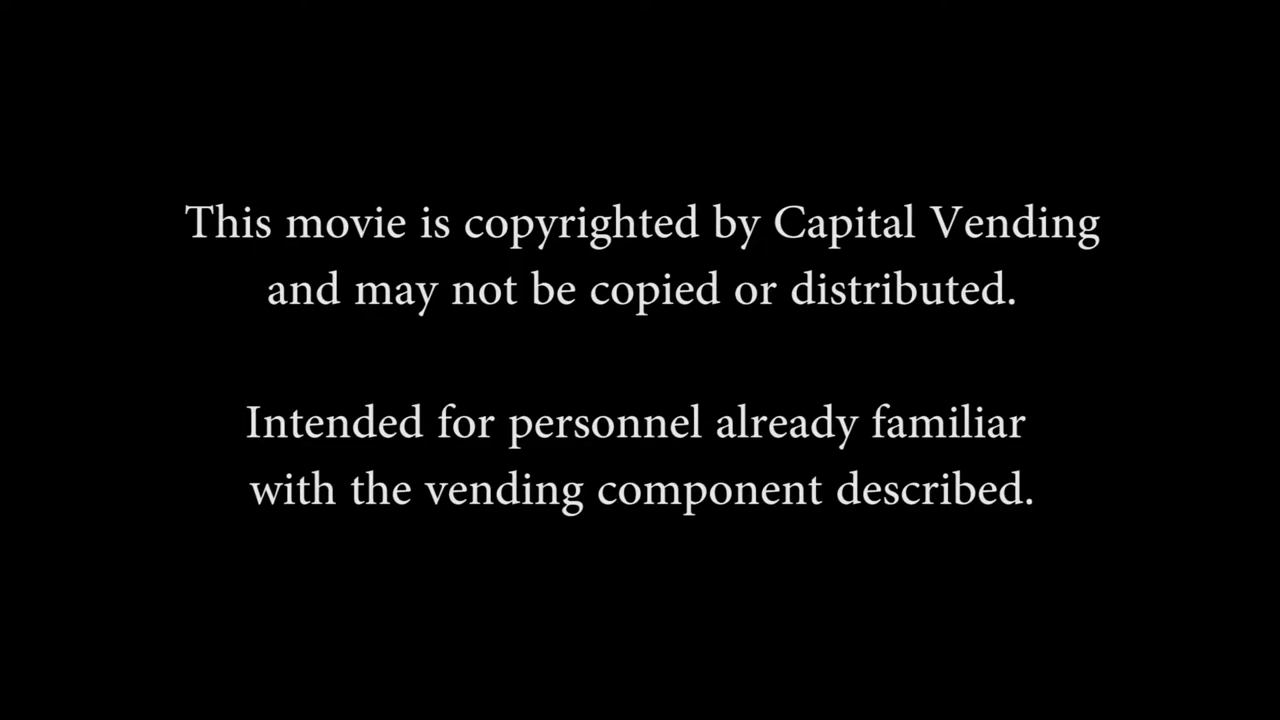 This movie is copyrighted by Capital Vending
and may not be copied or distributed.
Intended for personnel already familiar
with the vending component described.